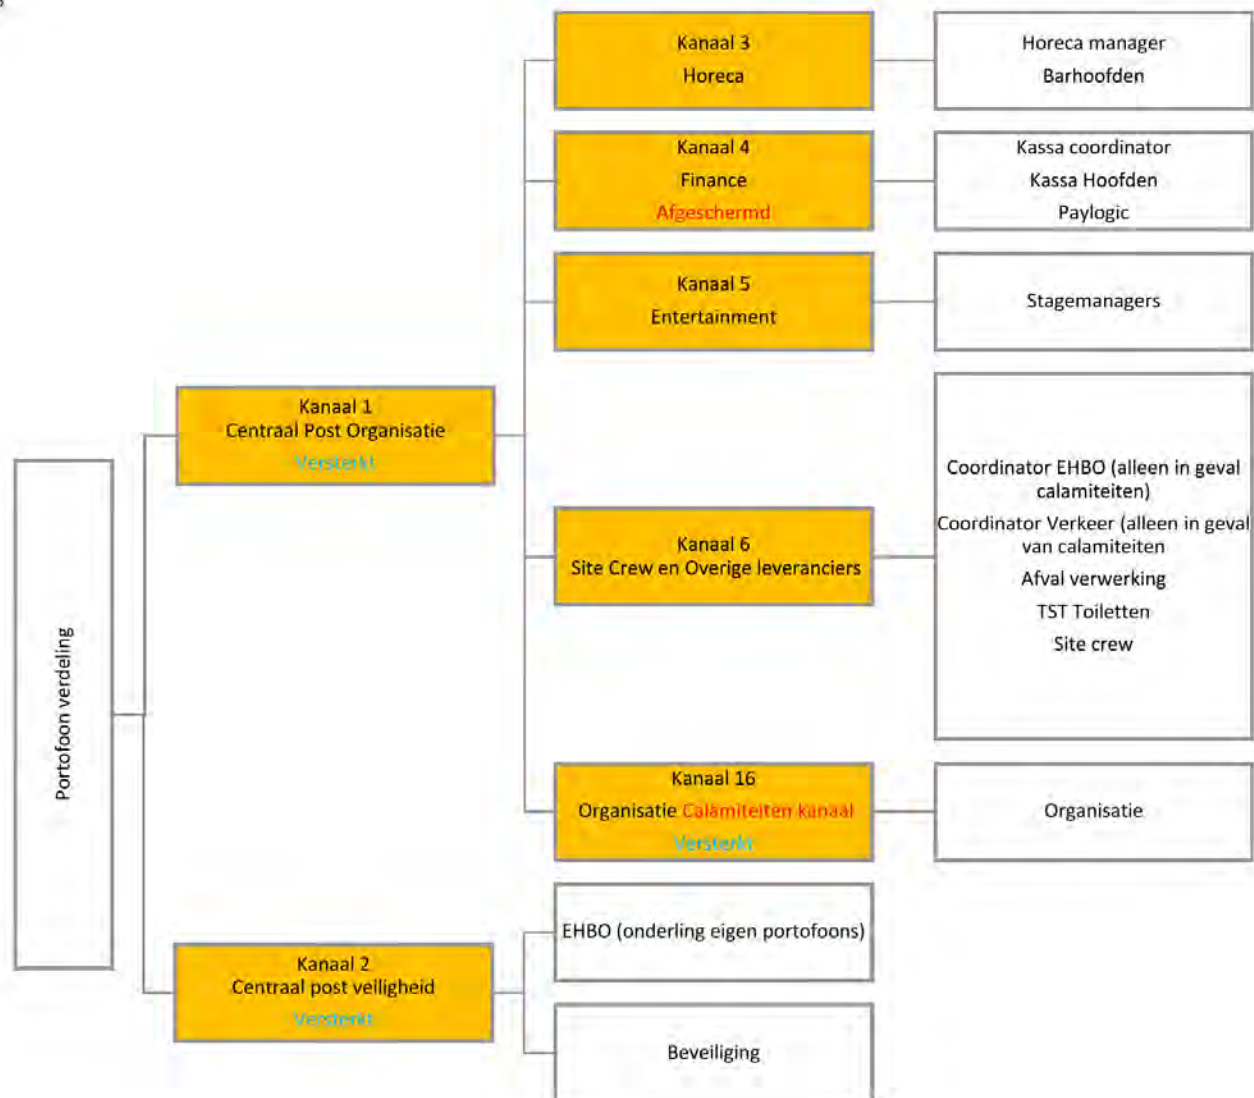 Kanaal 3
Horeca
Horeca manager
Barhoofden
Kanaal 4
Finance
Afgeschermd
Kassa coordinator
Kassa Hoofden
Paylogic
Kanaal 5
Entertainment
Stagemanagers
Kanaal 1
Centraal Post Organisatie
Versterkt
Kanaal 6
Site Crew en Overige leveranciers
Coordinator EHBO (alleen in geval
calamiteiten)
Coordinator Verkeer (alleen in geval
van calamiteiten
Afval verwerking
TST Toiletten
Site crew
Portofoon verdeling
Kanaal 16
Organisatie Calamiteiten kanaal
Versterkt
Organisatie
Kanaal 2
Centraal post veiligheid
Versterkt
EHBO (onderling eigen portofoons)
Beveiliging